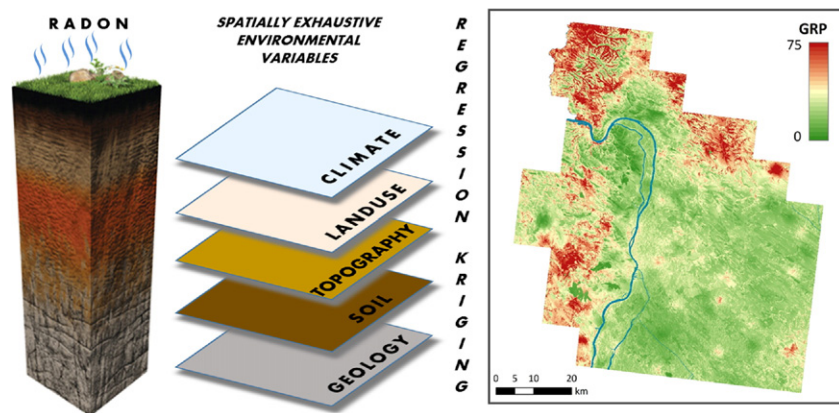 RADON
SPATIALLY EXHAUSTIVE
ENVIRONMENTAL
VARIABLES
CLIMATE
LANDUSE
TOPOGRAPHY
SOIL
GEOLOGY
REGRESSION KRIGING
GRP
75
0
0 5 10 20
km